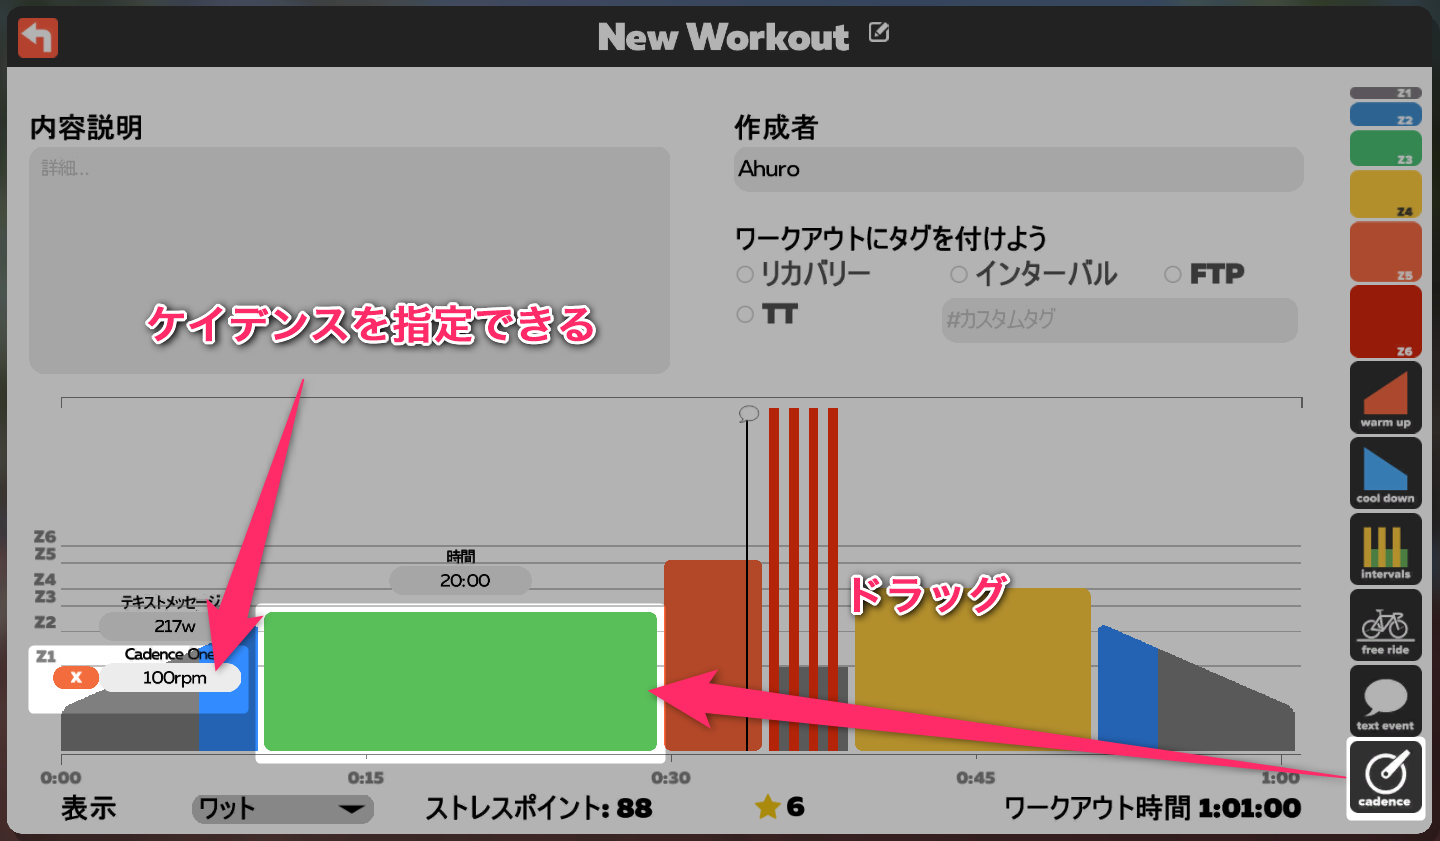 New Workout
内容説明
詳細...
作成者
Ahuro
ワークアウトにタグを付けよう
リカバリー
インターバル
FTP
TT
#カスタムタグ
ケイデンスを指定できる
Z1
Z2
Z3
Z4
Z5
Z6
warm up
cool down
intervals
free ride
text event
cadence
Z6
Z5
Z4
Z3
Z2
Z1
時間
20:00
テキストメッセージ
217w
Cadence One
X
100rpm
ドラッグ
0:00
0:15
0:30
0:45
1:00
表示
ワット
ストレスポイント: 88
6
ワークアウト時間 1:01:00